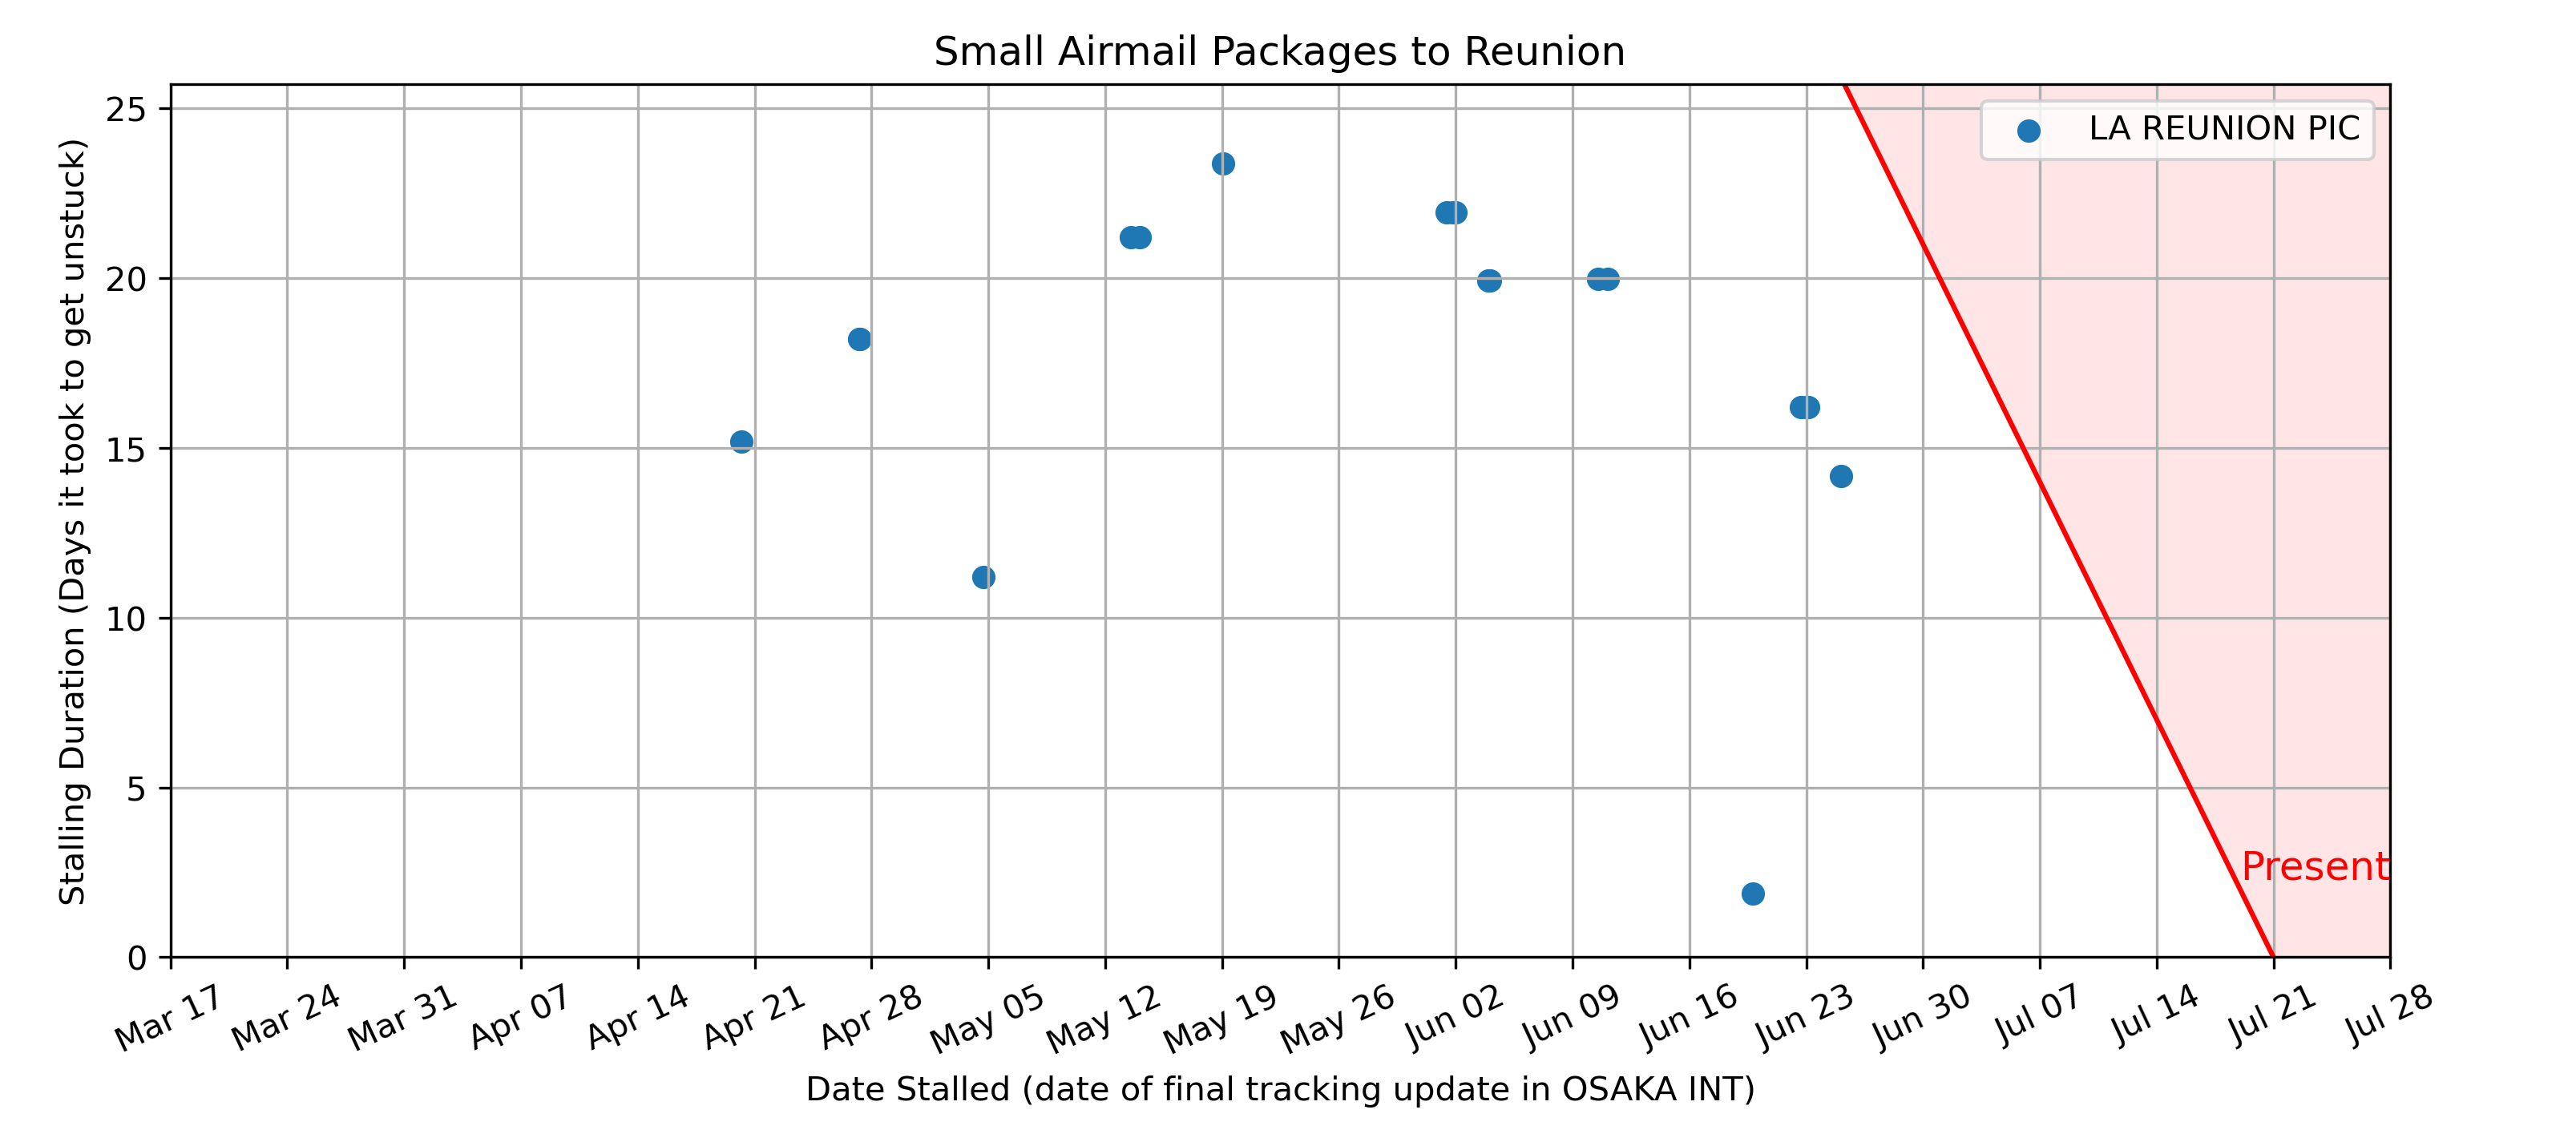 Small Airmail Packages to Reunion
LA REUNION PIC
Stalling Duration (Days it took to get unstuck)
25
20
15
10
5
0
Present
Mar 17
Mar 24
Mar 31
Apr 07
Apr 14
Apr 21
Apr 28
May 05
May 12
May 19
May 26
Jun 02
Jun 09
Jun 16
Jun 23
Jun 30
Jul 07
Jul 14
Jul 21
Jul 28
Date Stalled (date of final tracking update in OSAKA INT)